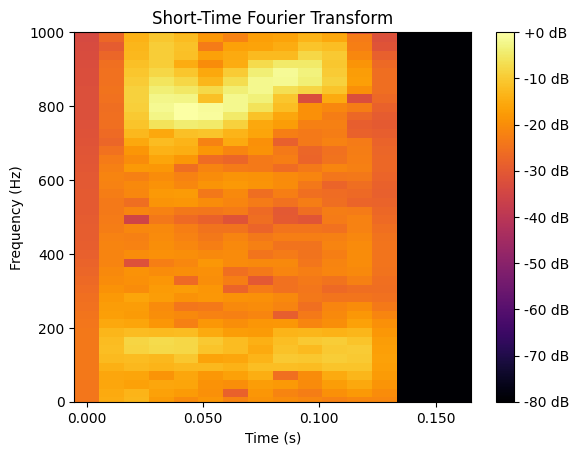 Short-Time Fourier Transform
1000
800
600
400
200
0
Frequency (Hz)
0.000
0.050
0.100
0.150
Time (s)
+0 dB
-10 dB
-20 dB
-30 dB
-40 dB
-50 dB
-60 dB
-70 dB
-80 dB